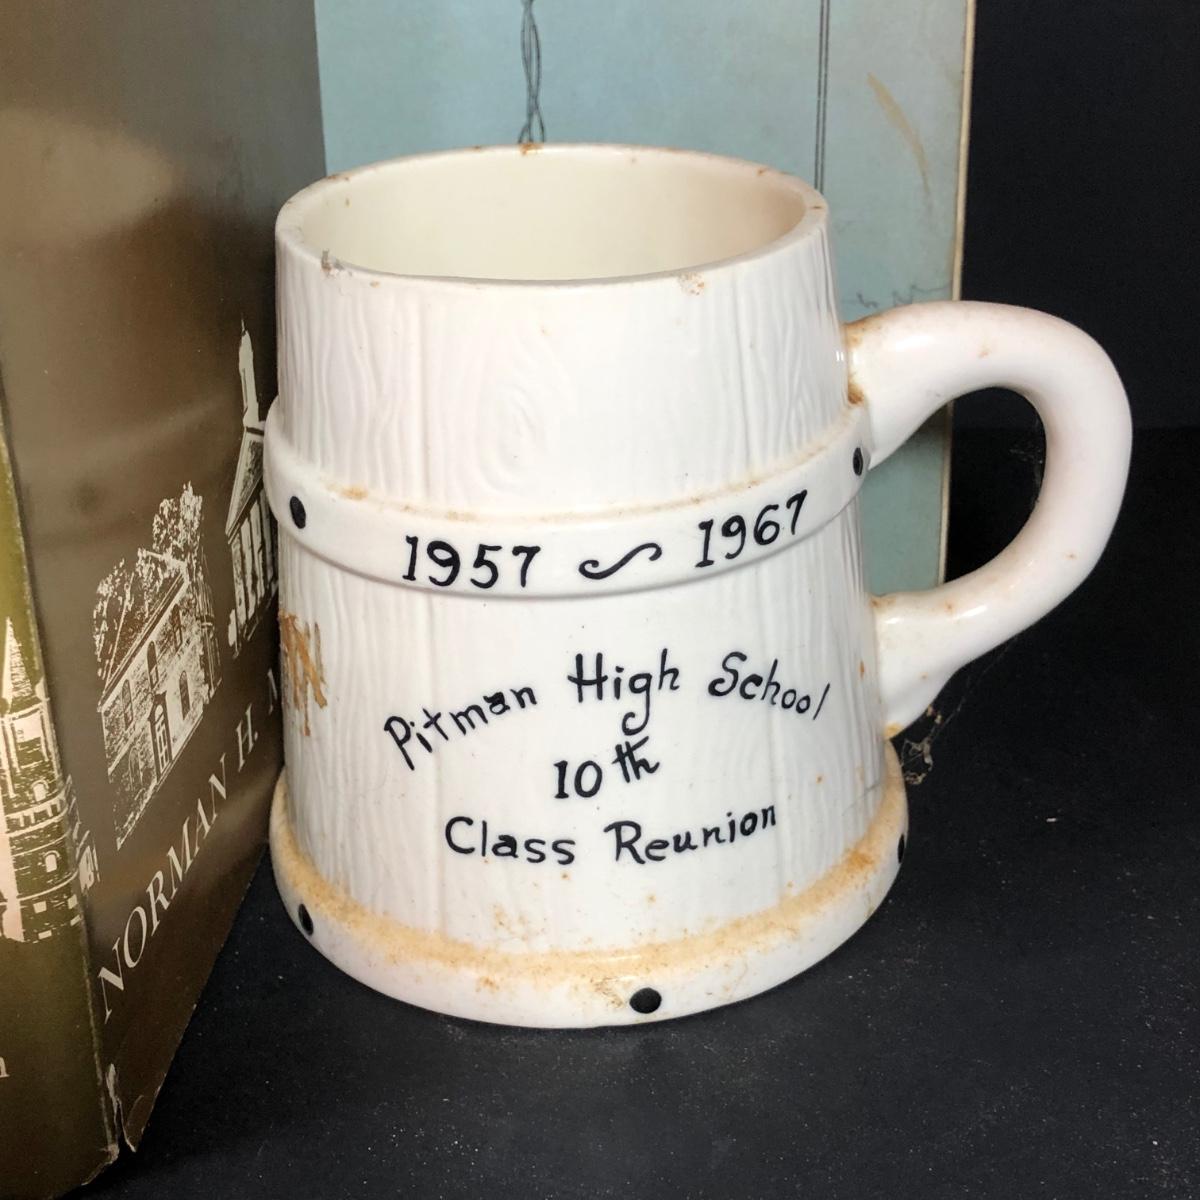 1957 ~ 1967
Pitman High School
10th
Class Reunion
NORMAN H.